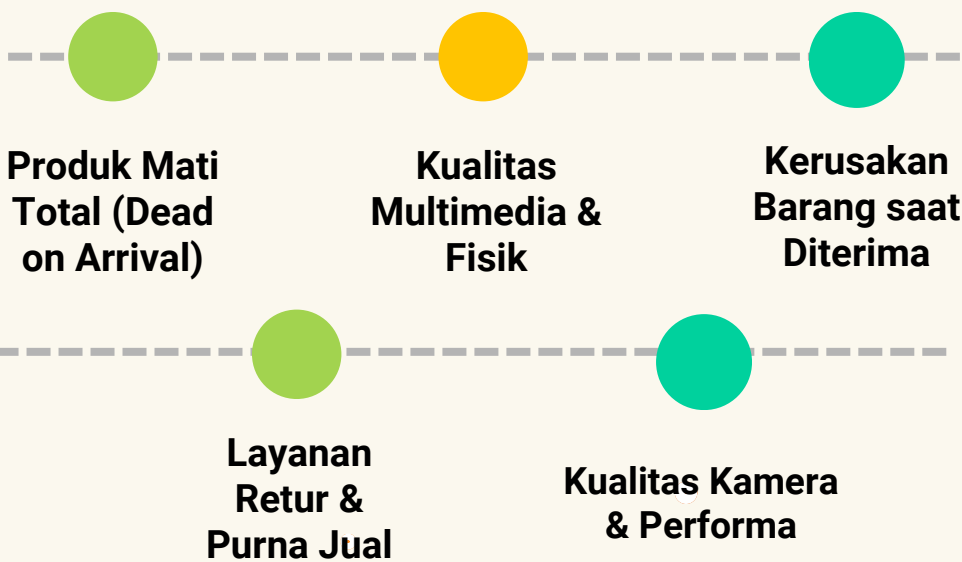 Produk Mati
Total (Dead
on Arrival)
Kualitas
Multimedia &
Fisik
Kerusakan
Barang saat
Diterima
Layanan
Retur &
Purna Jual
Kualitas Kamera
& Performa